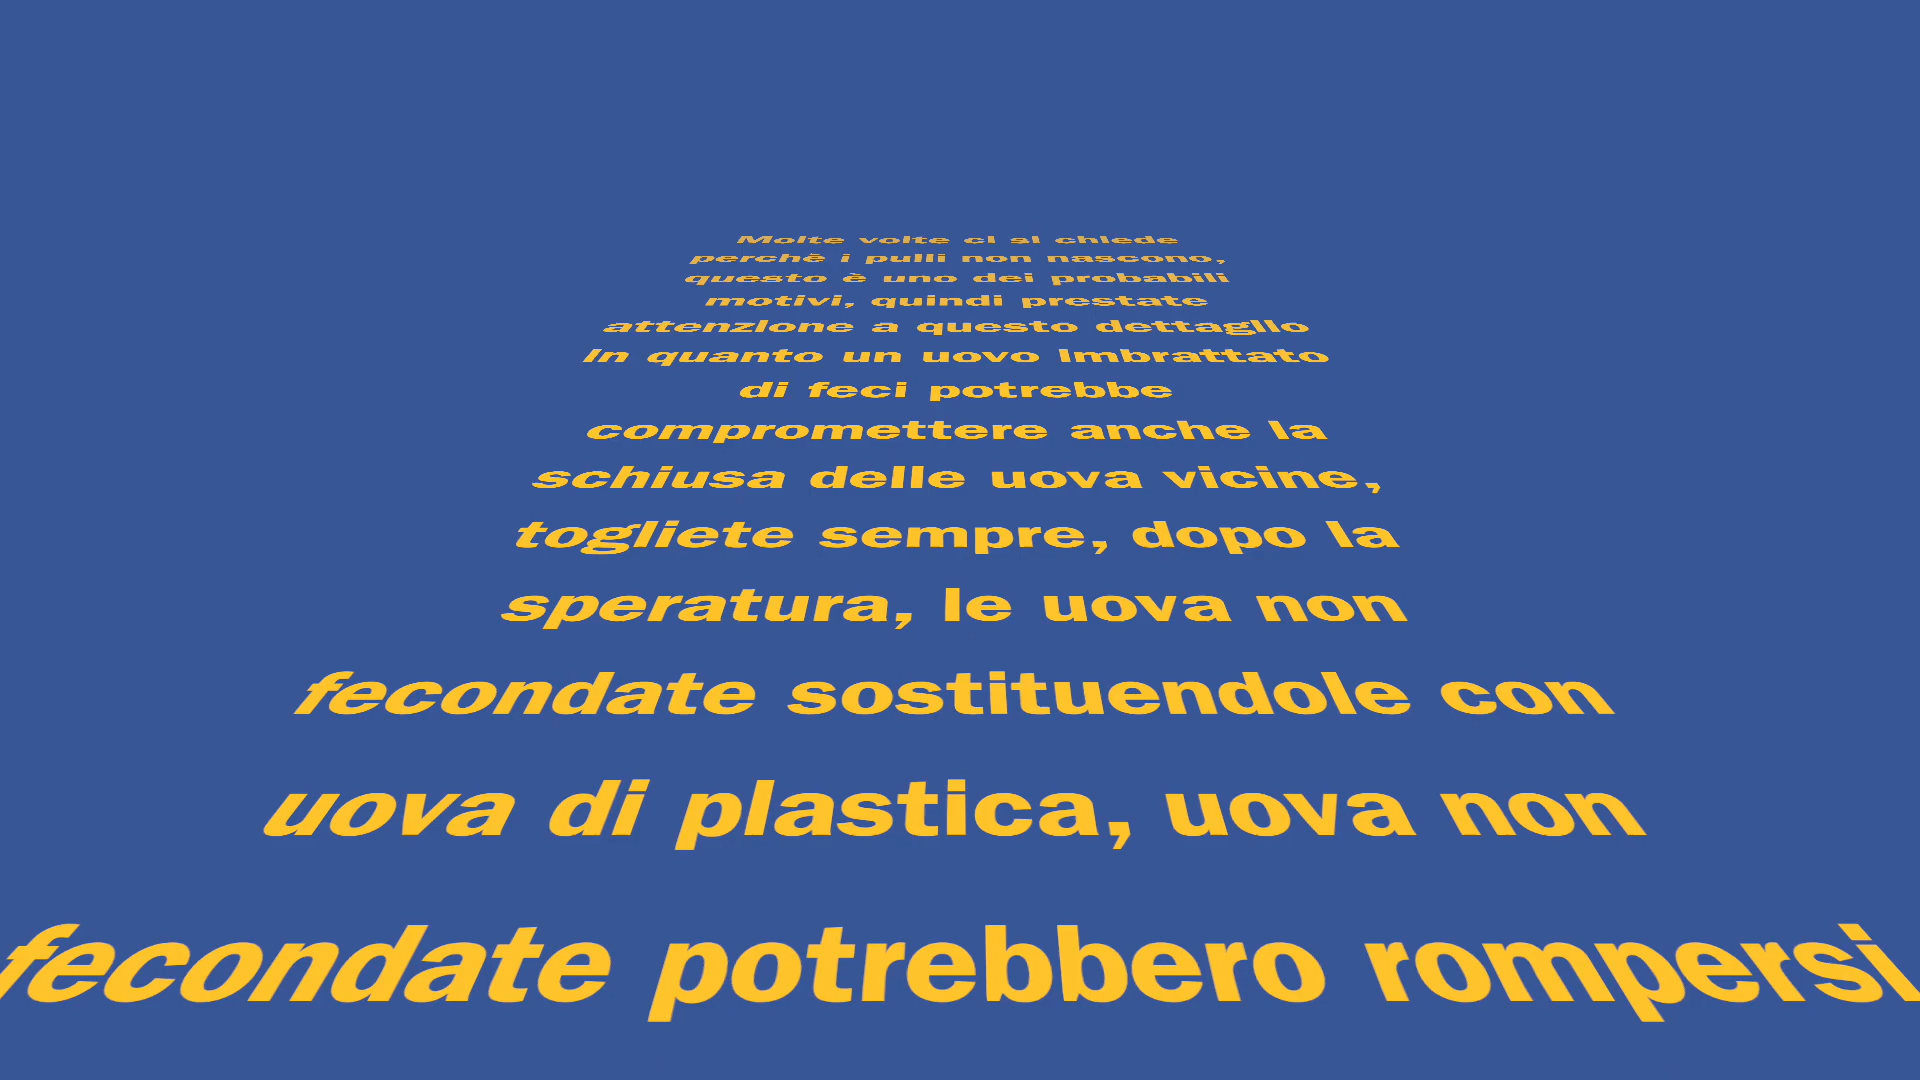 Molte volte ci si chiede
perchè i pulli non nascono,
questo è uno dei probabili
motivi, quindi prestate
attenzione a questo dettaglio
in quanto un uovo imbrattato
di feci potrebbe
compromettere anche la
schiusa delle uova vicine,
togliete sempre, dopo la
speratura, le uova non
fecondate sostituendole con
uova di plastica, uova non
fecondate potrebbero rompersi